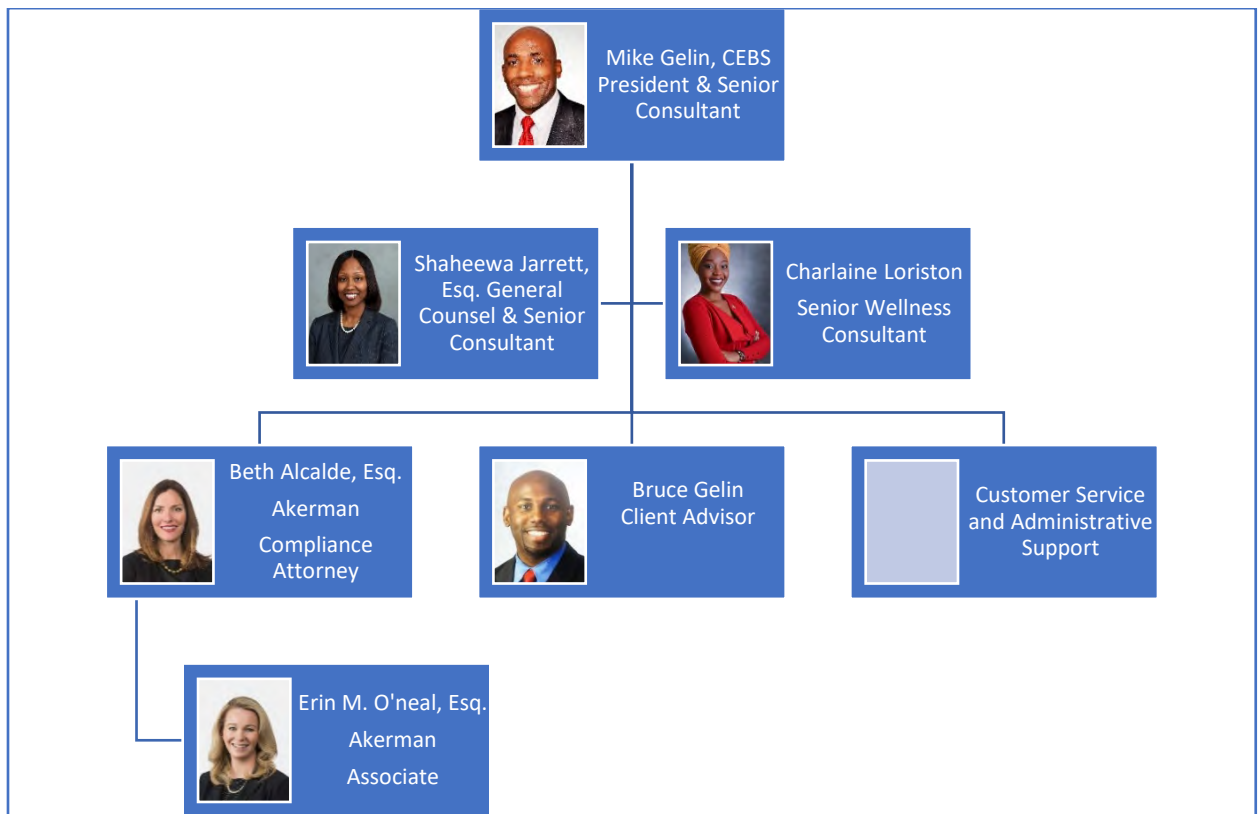 Mike Gelin, CEBS
President & Senior
Consultant
Shaheewa Jarrett,
Esq. General
Counsel & Senior
Consultant
Charlaine Loriston
Senior Wellness
Consultant
Beth Alcalde, Esq.
Akerman
Compliance
Attorney
Bruce Gelin
Client Advisor
Customer Service
and Administrative
Support
Erin M. O'neal, Esq.
Akerman
Associate